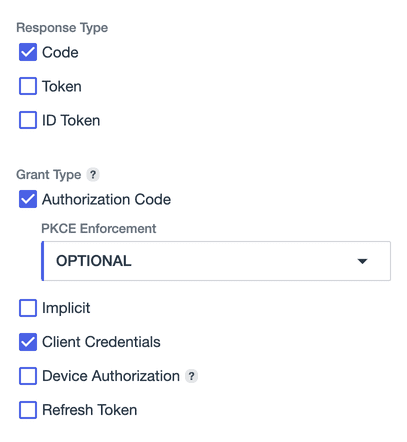 Response Type
Code
Token
ID Token
Grant Type ?
Authorization Code
PKCE Enforcement
OPTIONAL
Implicit
Client Credentials
Device Authorization ?
Refresh Token